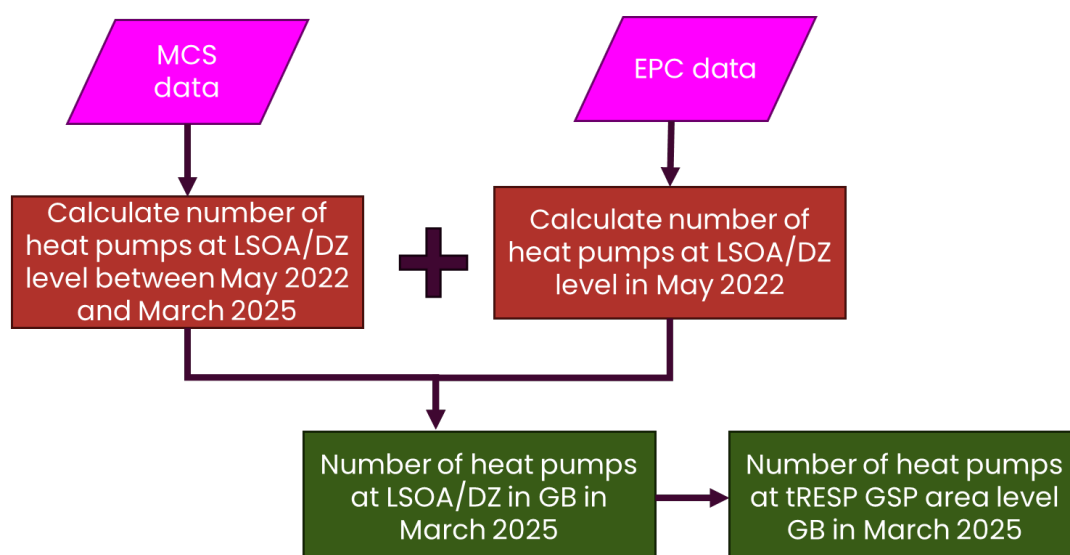 MCS
data
EPC data
Calculate number of
heat pumps at LSOA/DZ
level between May 2022
and March 2025
Calculate number of
heat pumps at LSOA/DZ
level in May 2022
Number of heat pumps
at LSOA/DZ in GB in
March 2025
Number of heat pumps
at tRESP GSP area level
GB in March 2025